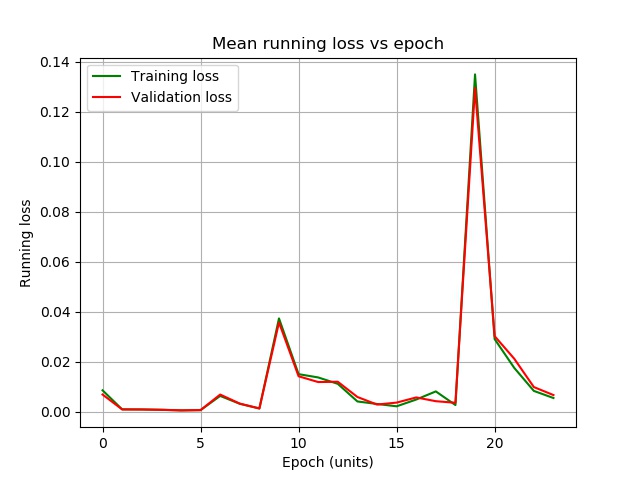 Mean running loss vs epoch
Training loss
Validation loss
0.14
0.12
0.10
0.08
0.06
0.04
0.02
0.00
Running loss
0 5 10 15 20
Epoch (units)